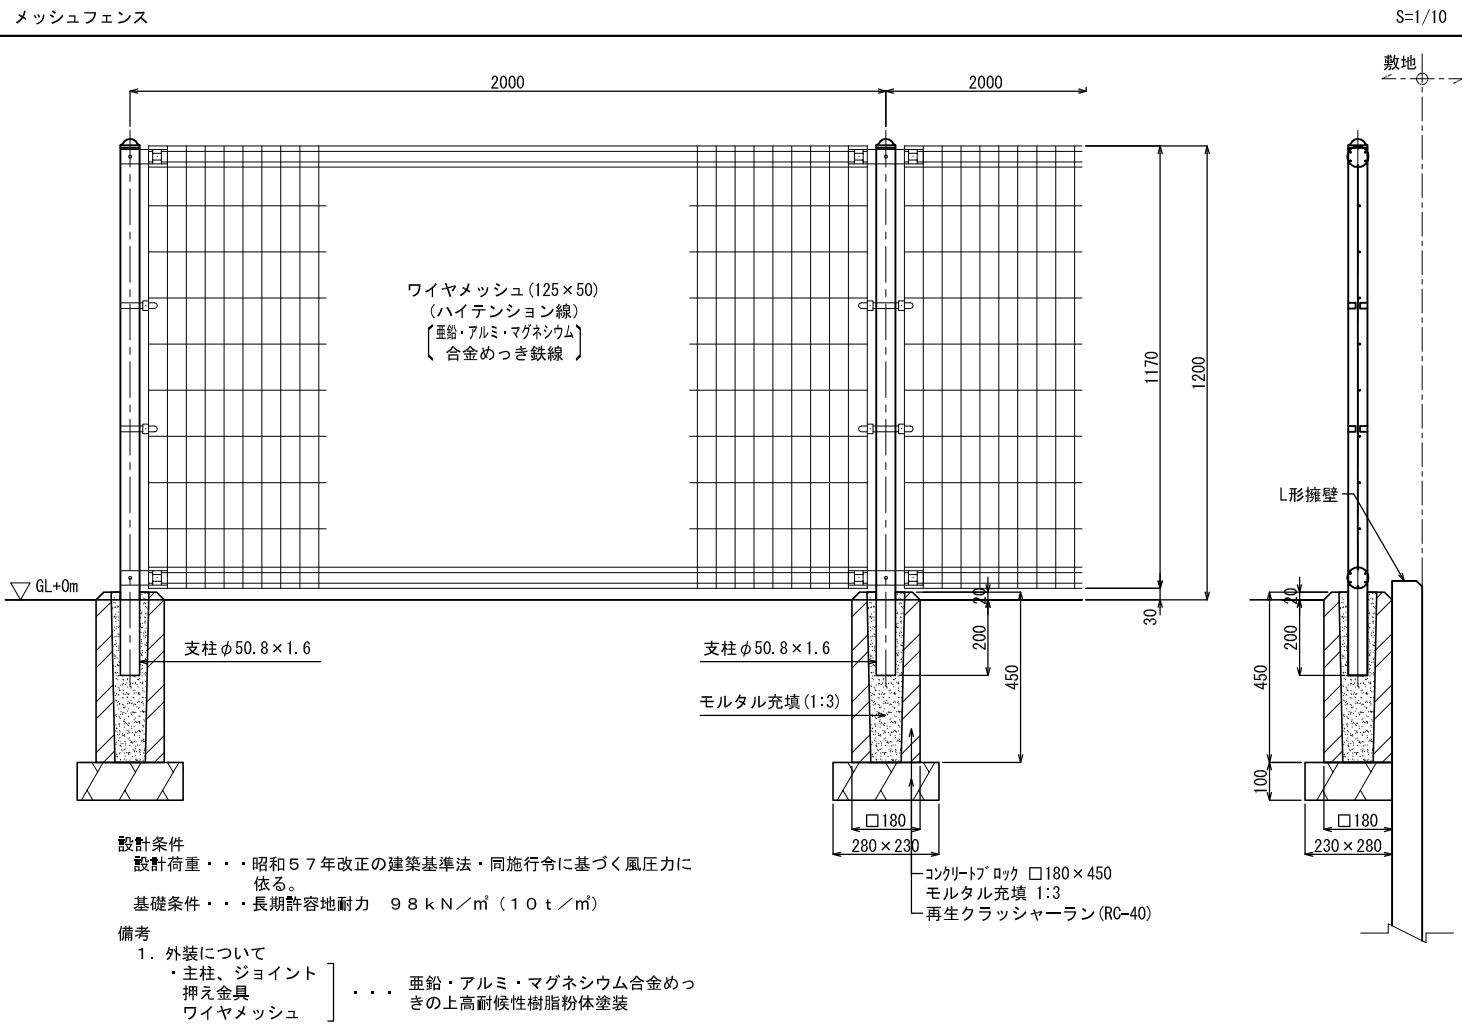 メッシュフェンス
S=1/10
敷地
2000
2000
ワイヤメッシュ(125×50)
(ハイテンション線)
亜鉛・アルミ・マグネシウム
合金めっき鉄線
1170
1200
L形擁壁
GL+0m
20
30
200
450
20
200
450
100
支柱φ50.8×1.6
支柱φ50.8×1.6
モルタル充填(1:3)
□180
280×230
□180
230×280
コンクリートブロック □180×450
モルタル充填 1:3
再生クラッシャーラン(RC-40)
設計条件
設計荷重・・・昭和57年改正の建築基準法・同施行令に基づく風圧力に
依る。
基礎条件・・・長期許容地耐力 98kN/㎡(10t/㎡)
備考
1. 外装について
・主柱、ジョイント
押え金具
ワイヤメッシュ
・・・ 亜鉛・アルミ・マグネシウム合金めっ
きの上高耐候性樹脂粉体塗装